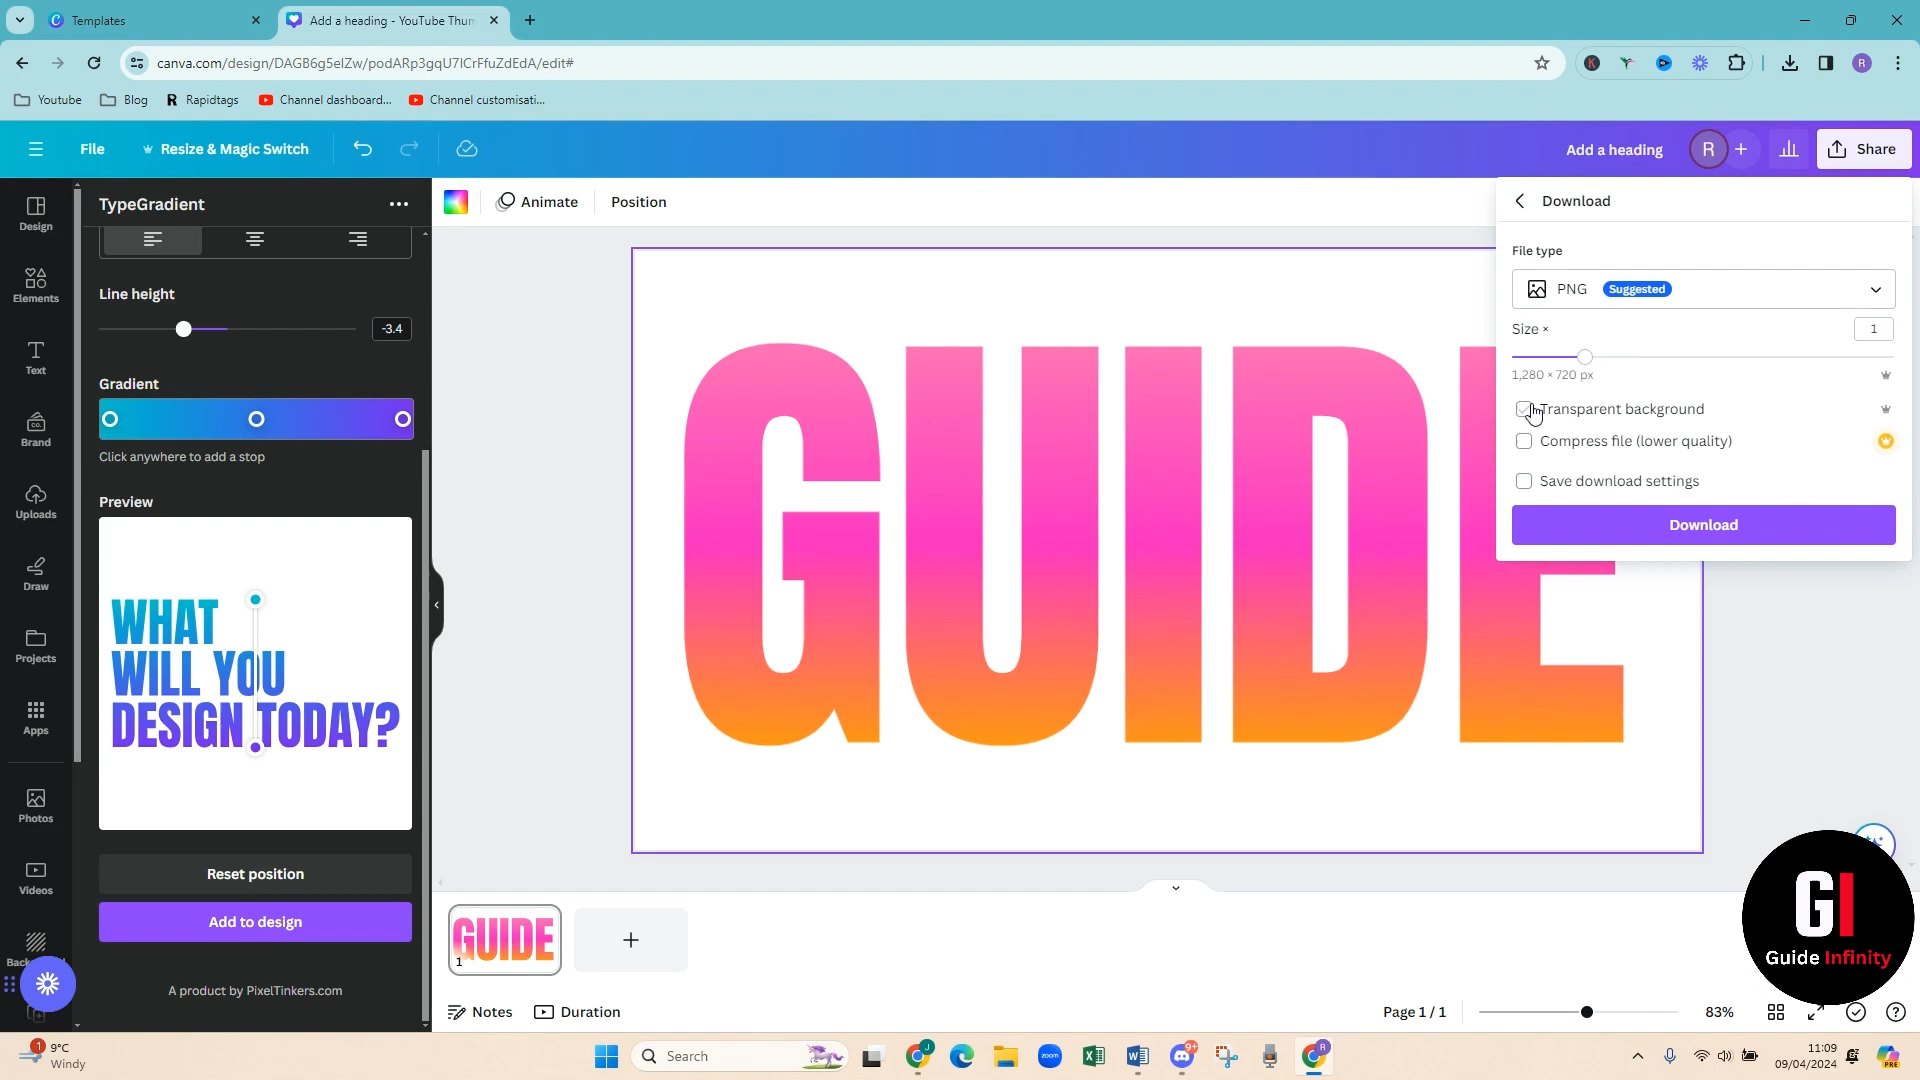 Templates
Add a heading - YouTube Thum
canva.com/design/DAGB6g5elZw/podARp3gqU7lCrFfuZdEdA/edit#
R
Youtube
Blog
R Rapidtags
Channel dashboard...
Channel customisati...
File
Resize & Magic Switch
Add a heading
R
Share
Design
Elements
Text
Brand
Uploads
Draw
Projects
Apps
Photos
Videos
TypeGradient
Line height
-3.4
Gradient
Click anywhere to add a stop
Preview
WHAT
WILL YOU
DESIGN TODAY?
Reset position
Add to design
A product by PixelTinkers.com
Animate
Position
GUIDE
Download
File type
PNG
Suggested
Size ×
1
1,280 × 720 px
Transparent background
Compress file (lower quality)
Save download settings
Download
GUIDE
1
Notes
Duration
Page 1 / 1
83%
GI
Guide Infinity
1
9°C
Windy
Search
J
zoom
9+
R
11:09
09/04/2024
PRE